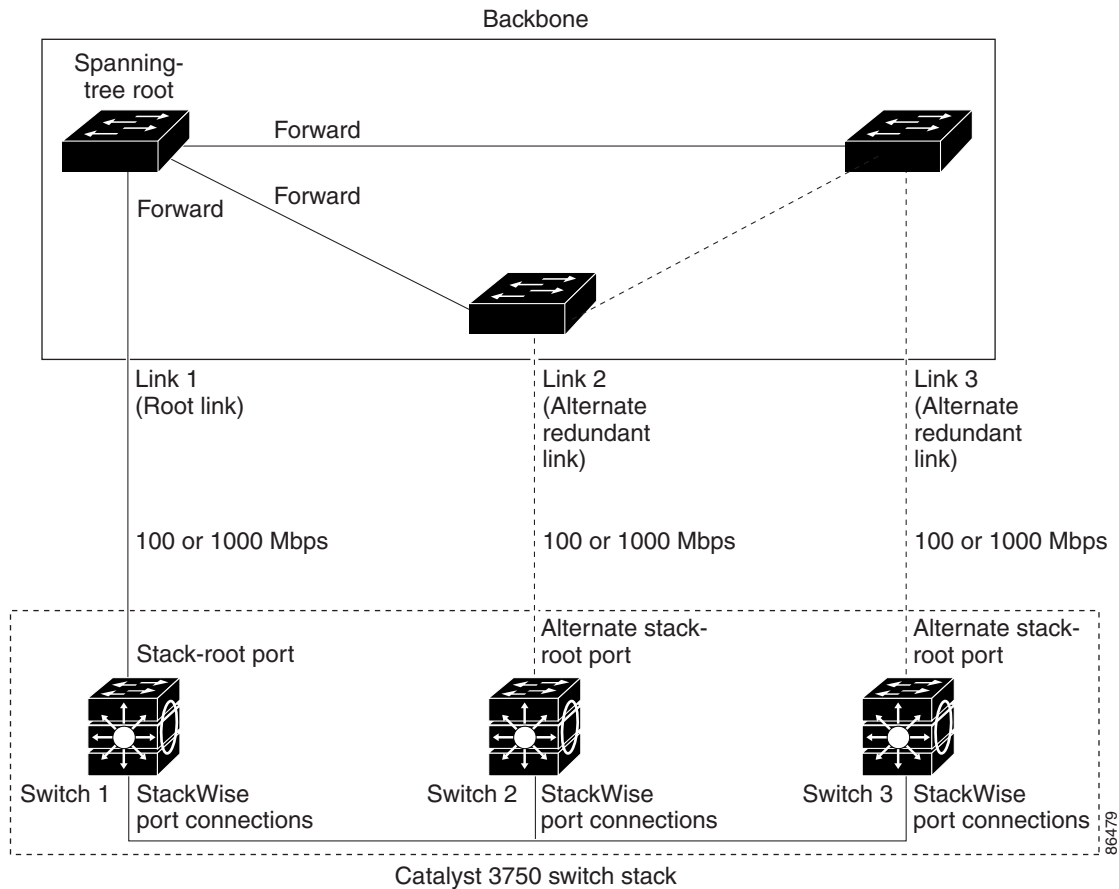 Backbone
Spanning-
tree root
Forward
Forward
Forward
Link 1
(Root link)
Link 2
(Alternate
redundant
link)
Link 3
(Alternate
redundant
link)
100 or 1000 Mbps
100 or 1000 Mbps
100 or 1000 Mbps
Stack-root port
Alternate stack-
root port
Alternate stack-
root port
Switch 1
StackWise
port connections
Switch 2
StackWise
port connections
Switch 3
StackWise
port connections
86479
Catalyst 3750 switch stack